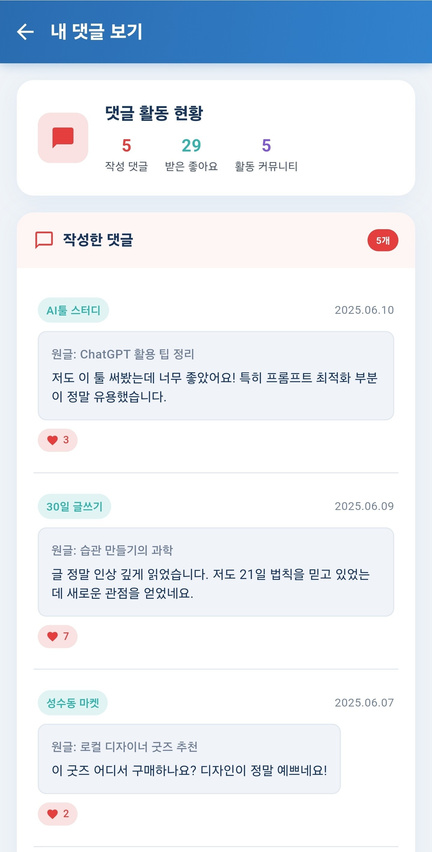 내 댓글 보기
댓글 활동 현황
5
29
5
작성 댓글
받은 좋아요
활동 커뮤니티
작성한 댓글
5개
AI툴 스터디
2025.06.10
원글: ChatGPT 활용 팁 정리
저도 이 툴 써봤는데 너무 좋았어요! 특히 프롬프트 최적화 부분
이 정말 유용했습니다.
3
30일 글쓰기
2025.06.09
원글: 습관 만들기의 과학
글 정말 인상 깊게 읽었습니다. 저도 21일 법칙을 믿고 있었는
데 새로운 관점을 얻었네요.
7
성수동 마켓
2025.06.07
원글: 로컬 디자이너 굿즈 추천
이 굿즈 어디서 구매하나요? 디자인이 정말 예쁘네요!
2